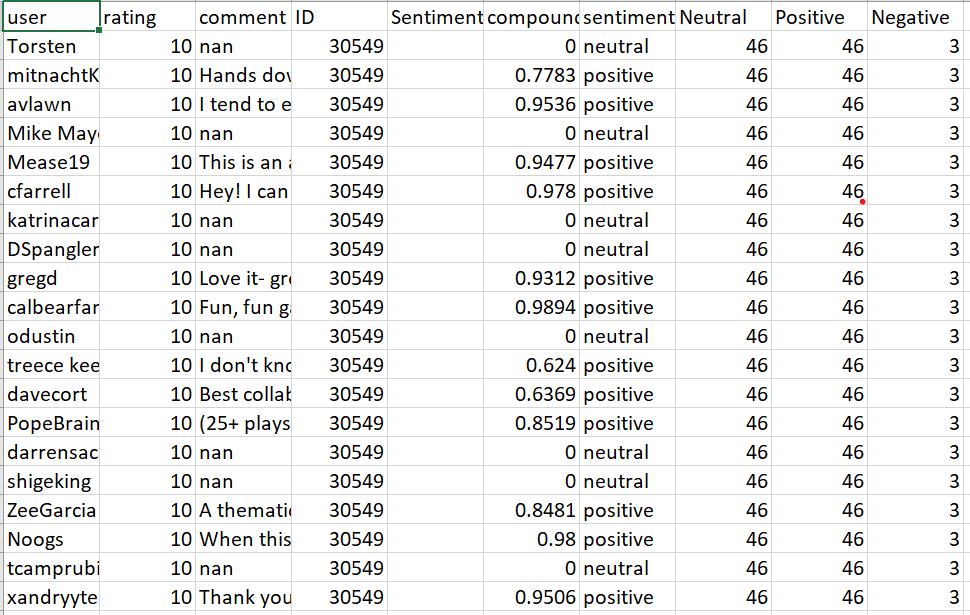 user rating comment ID Sentiment compound sentiment Neutral Positive Negative
Torsten 10 nan 30549 0 neutral 46 46 3
mitnachtK 10 Hands dow 30549 0.7783 positive 46 46 3
avlawn 10 I tend to e 30549 0.9536 positive 46 46 3
Mike May 10 nan 30549 0 neutral 46 46 3
Mease19 10 This is an a 30549 0.9477 positive 46 46 3
cfarrell 10 Hey! I can 30549 0.978 positive 46 46 3
katrinacar 10 nan 30549 0 neutral 46 46 3
DSpangler 10 nan 30549 0 neutral 46 46 3
gregd 10 Love it- gre 30549 0.9312 positive 46 46 3
calbearfar 10 Fun, fun ga 30549 0.9894 positive 46 46 3
odustin 10 nan 30549 0 neutral 46 46 3
treece kee 10 I don't kno 30549 0.624 positive 46 46 3
davecort 10 Best collab 30549 0.6369 positive 46 46 3
PopeBrain 10 (25+ plays 30549 0.8519 positive 46 46 3
darrensac 10 nan 30549 0 neutral 46 46 3
shigeking 10 nan 30549 0 neutral 46 46 3
ZeeGarcia 10 A thematic 30549 0.8481 positive 46 46 3
Noogs 10 When this 30549 0.98 positive 46 46 3
tcamprubi 10 nan 30549 0 neutral 46 46 3
xandryyte 10 Thank you 30549 0.9506 positive 46 46 3